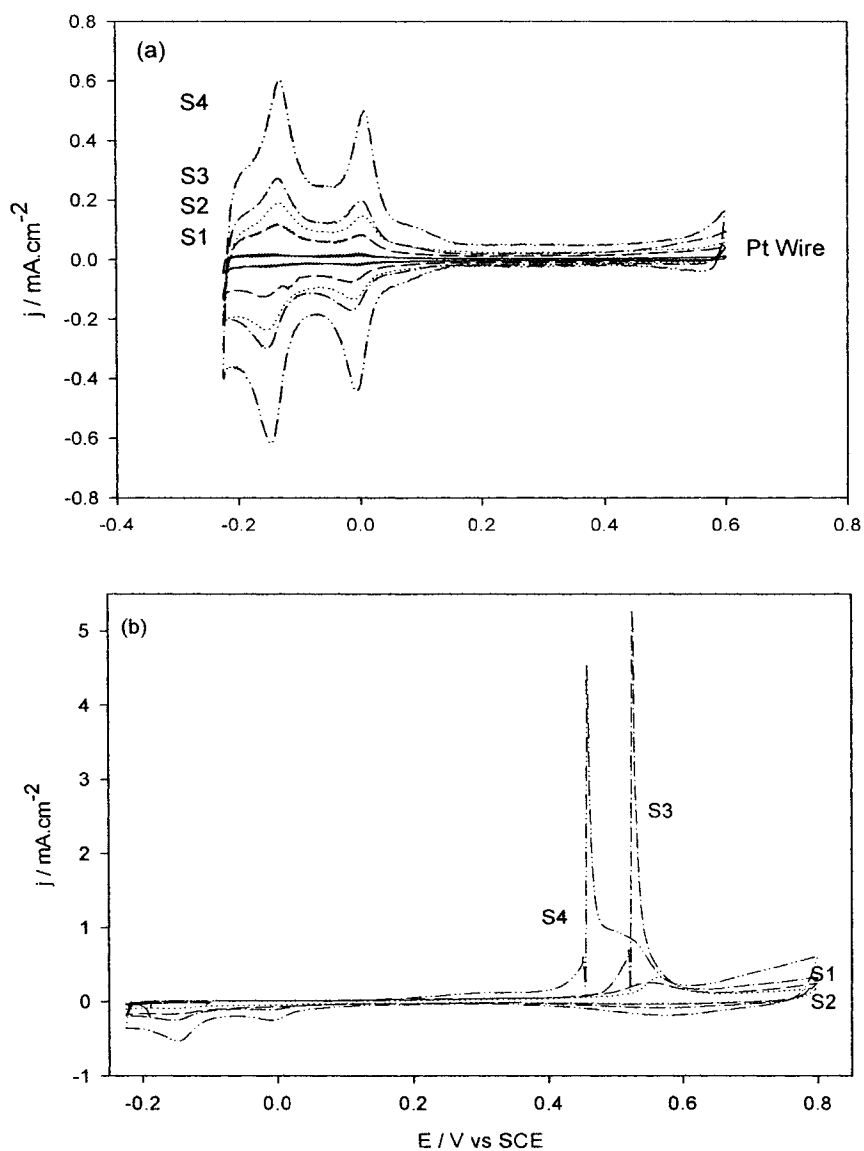 (a)
S4
S3
S2
S1
Pt Wire
j / mA.cm⁻²
0.8
0.6
0.4
0.2
0.0
-0.2
-0.4
-0.6
-0.8
-0.4 -0.2 0.0 0.2 0.4 0.6 0.8
(b)
S3
S4
S1
S2
j / mA.cm⁻²
5
4
3
2
1
0
-1
-0.2 0.0 0.2 0.4 0.6 0.8
E / V vs SCE